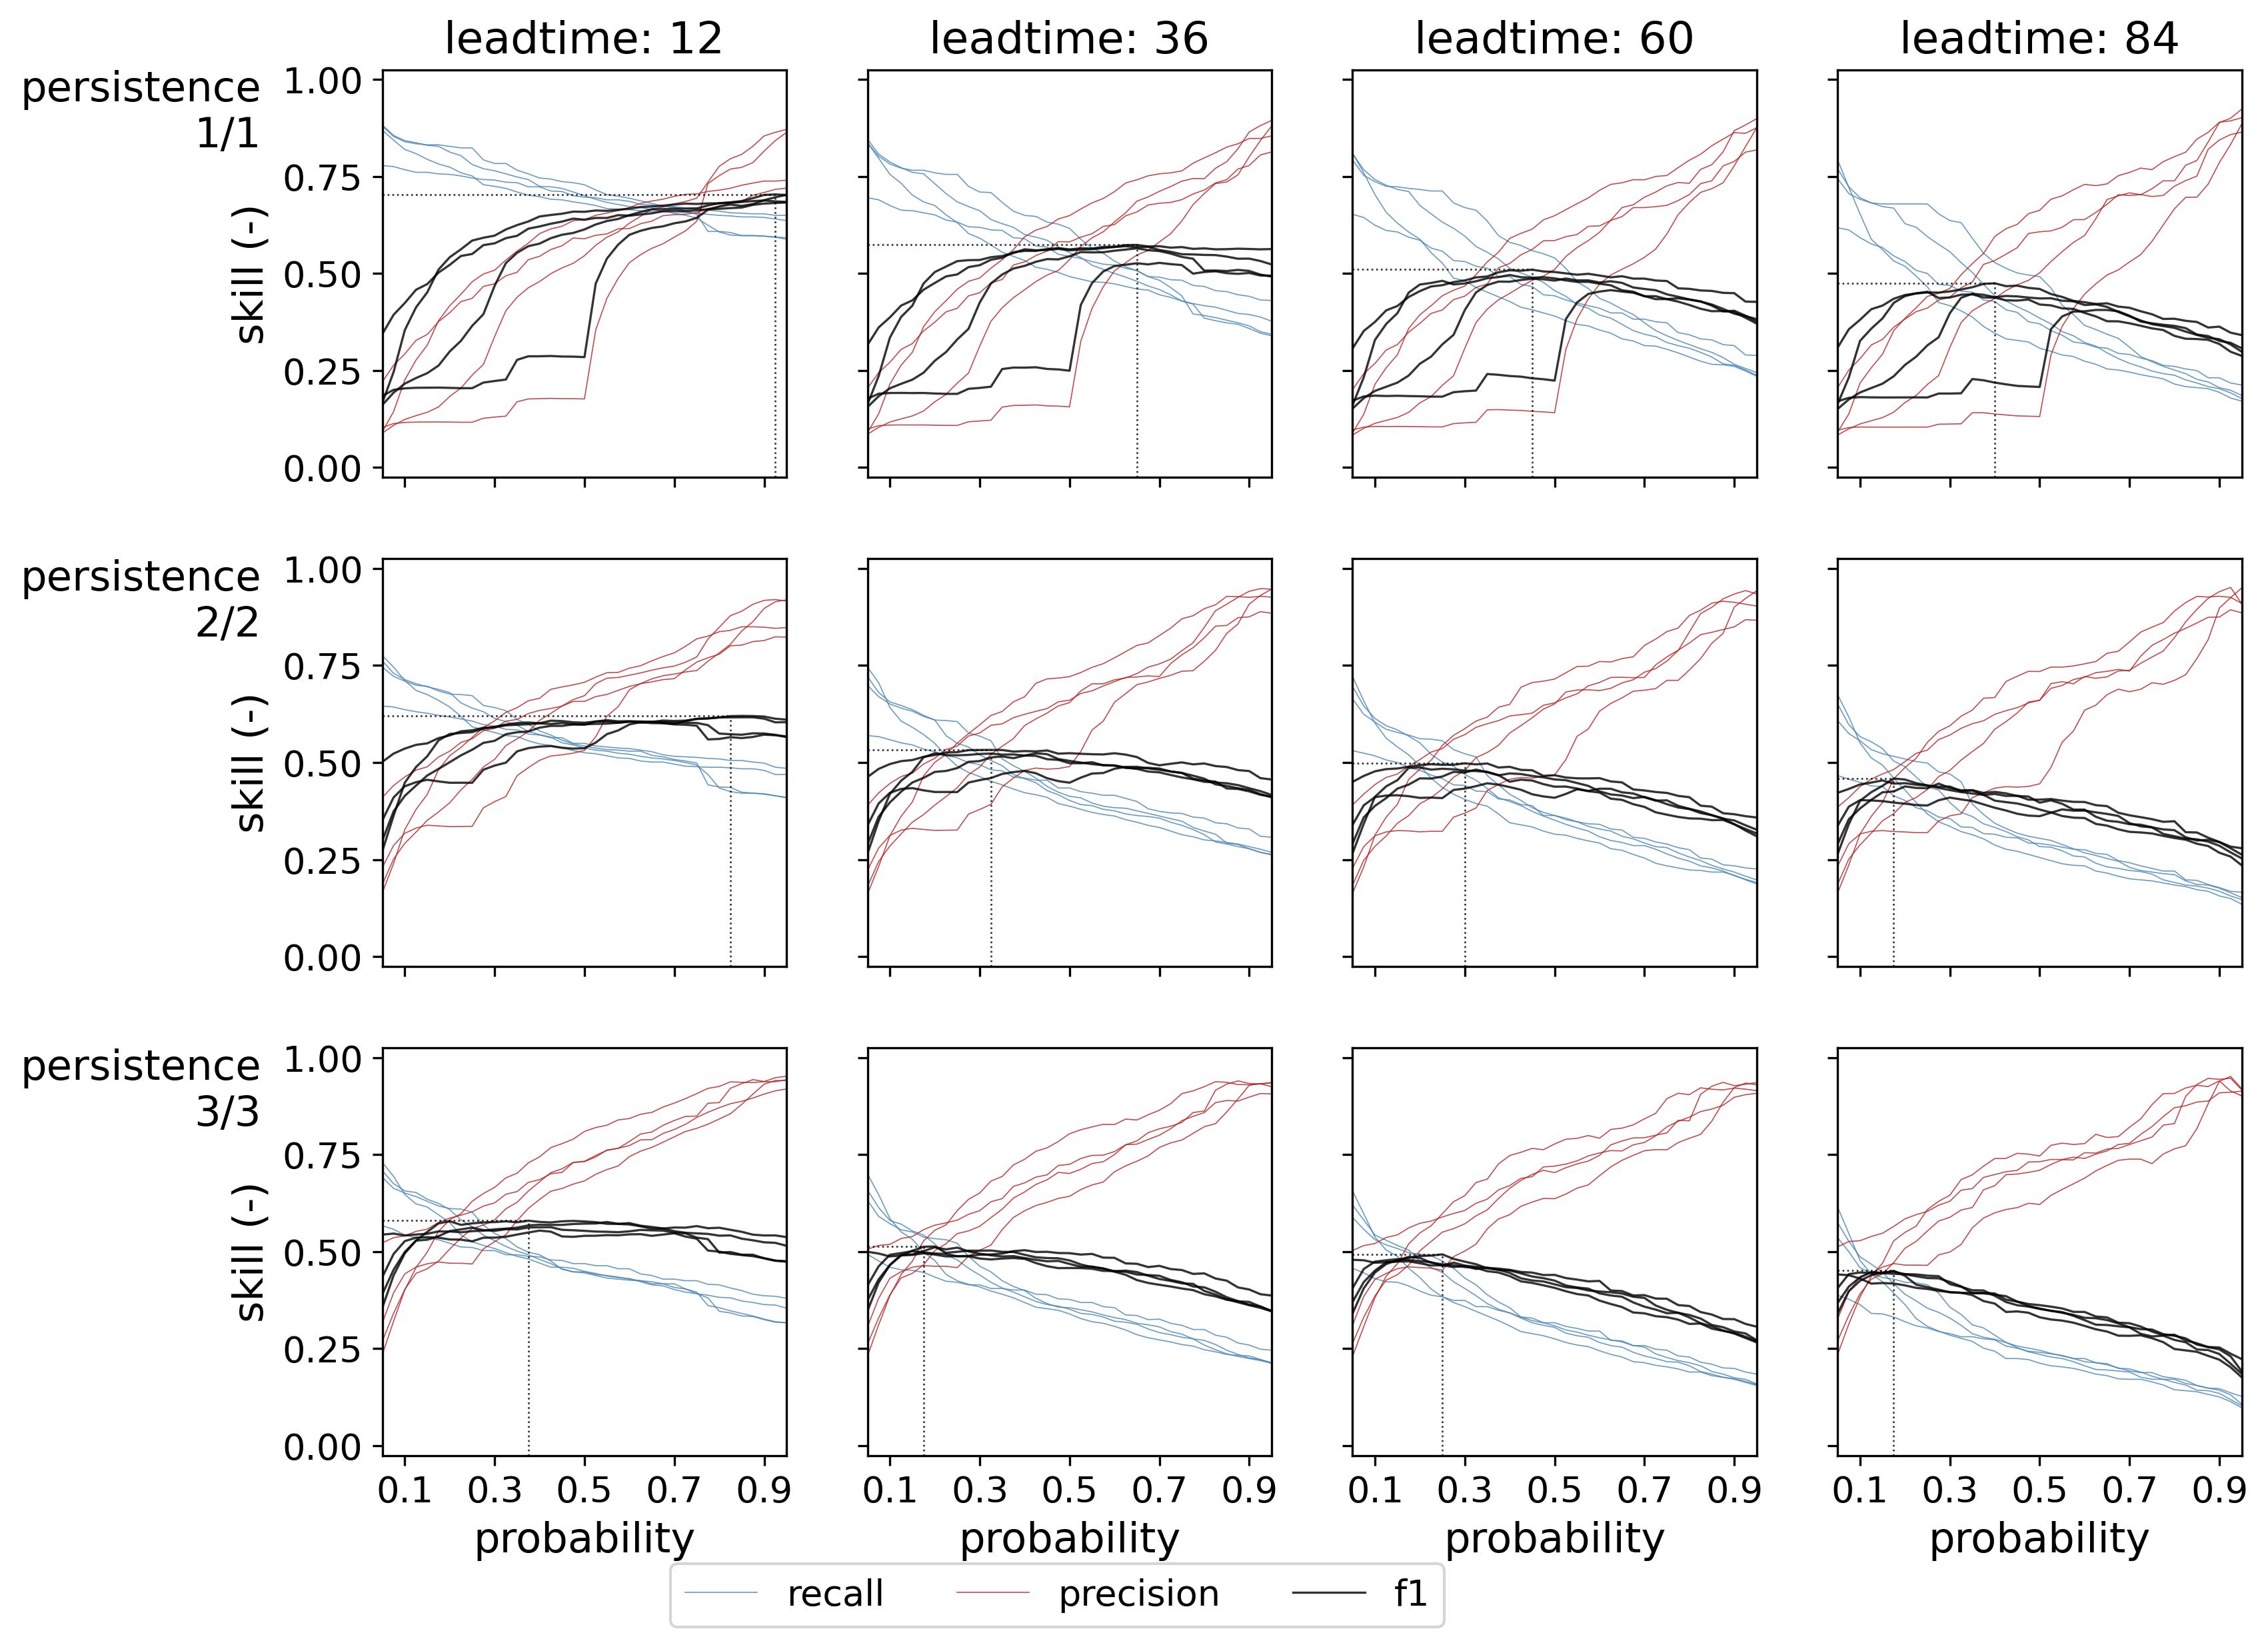 leadtime: 12 leadtime: 36 leadtime: 60 leadtime: 84
persistence
1/1
1.00
0.75
0.50
0.25
0.00
skill (-)
persistence
2/2
1.00
0.75
0.50
0.25
0.00
skill (-)
persistence
3/3
1.00
0.75
0.50
0.25
0.00
skill (-)
0.1 0.3 0.5 0.7 0.9 0.1 0.3 0.5 0.7 0.9 0.1 0.3 0.5 0.7 0.9 0.1 0.3 0.5 0.7 0.9
probability probability probability probability
recall precision f1